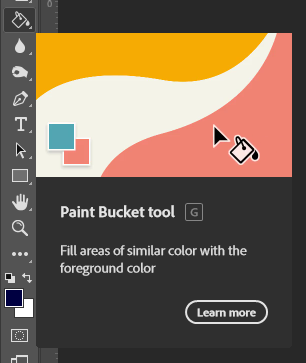 Paint Bucket tool G
Fill areas of similar color with the
foreground color
Learn more